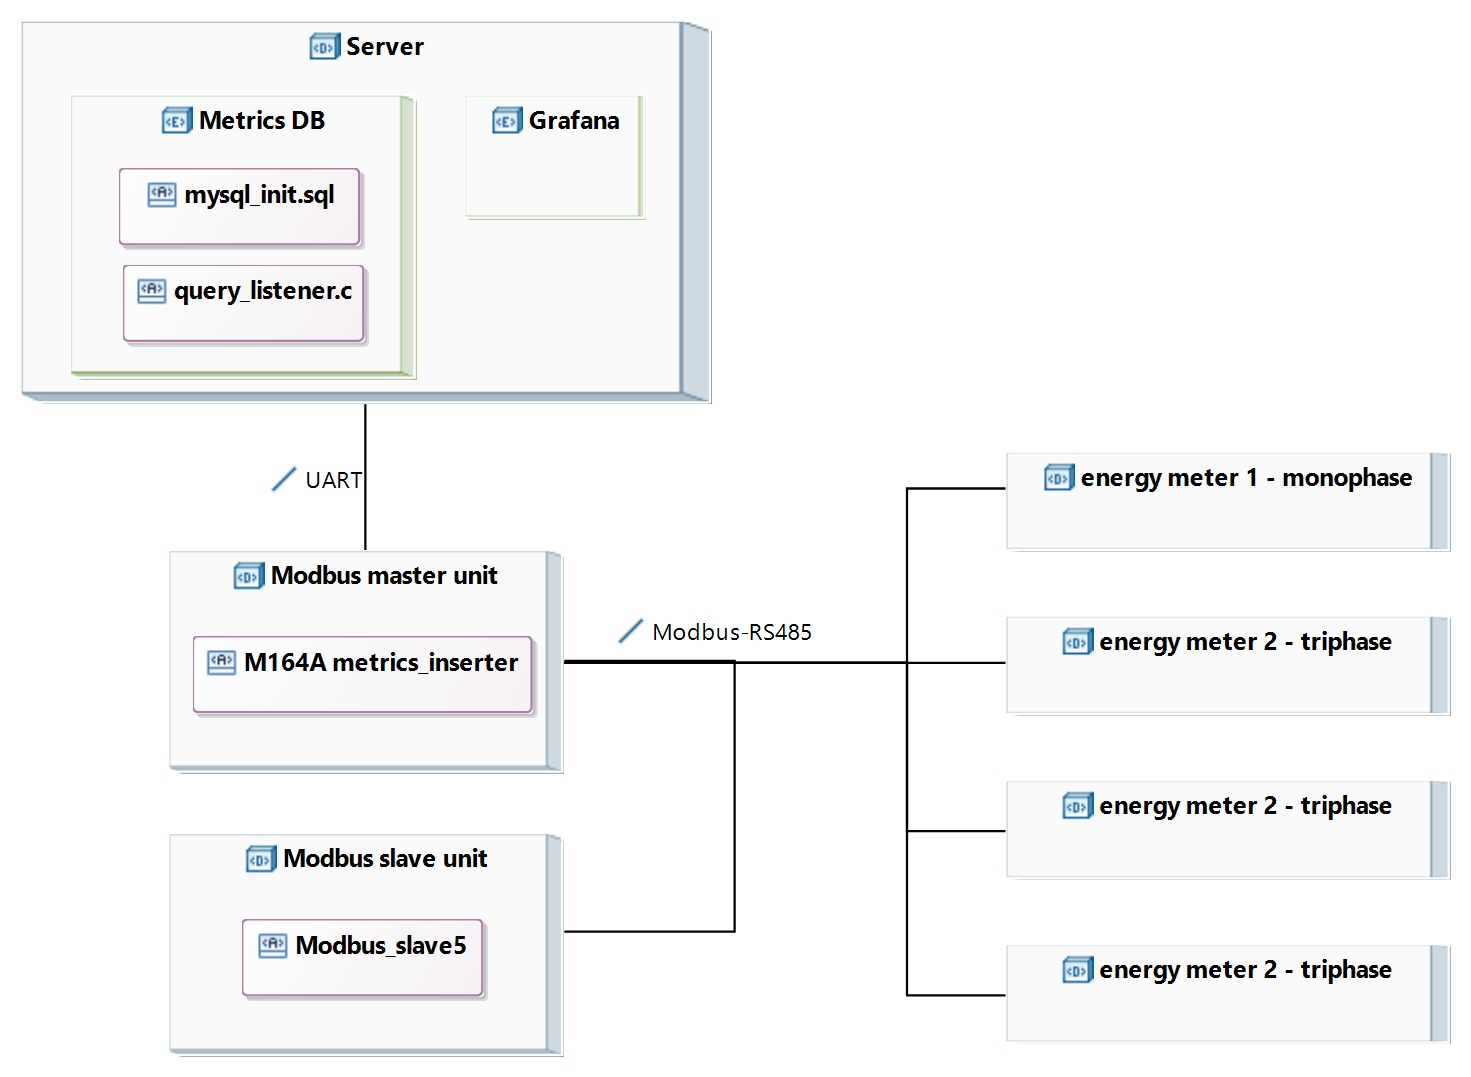 <D> Server
<E> Metrics DB
<E> Grafana
<A> mysql_init.sql
<A> query_listener.c
UART
<D> Modbus master unit
<A> M164A metrics_inserter
Modbus-RS485
<D> Modbus slave unit
<A> Modbus_slave5
<D> energy meter 1 - monophase
<D> energy meter 2 - triphase
<D> energy meter 2 - triphase
<D> energy meter 2 - triphase